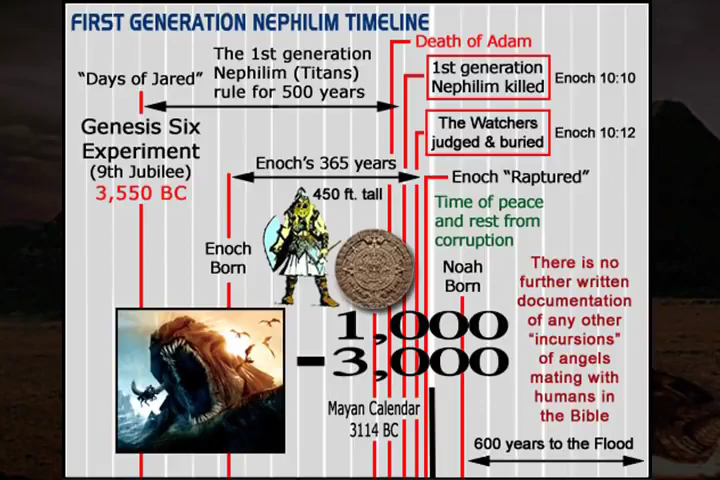 FIRST GENERATION NEPHILIM TIMELINE
Death of Adam
The 1st generation
Nephilim (Titans)
rule for 500 years
"Days of Jared"
1st generation
Nephilim killed
Enoch 10:10
Genesis Six
Experiment
(9th Jubilee)
3,550 BC
The Watchers
judged & buried
Enoch 10:12
Enoch's 365 years
Enoch "Raptured"
450 ft. tall
Time of peace
and rest from
corruption
Enoch
Born
Noah
Born
There is no
further written
documentation
of any other
"incursions"
of angels
mating with
humans in
the Bible
1,000
-3,000
Mayan Calendar
3114 BC
600 years to the Flood